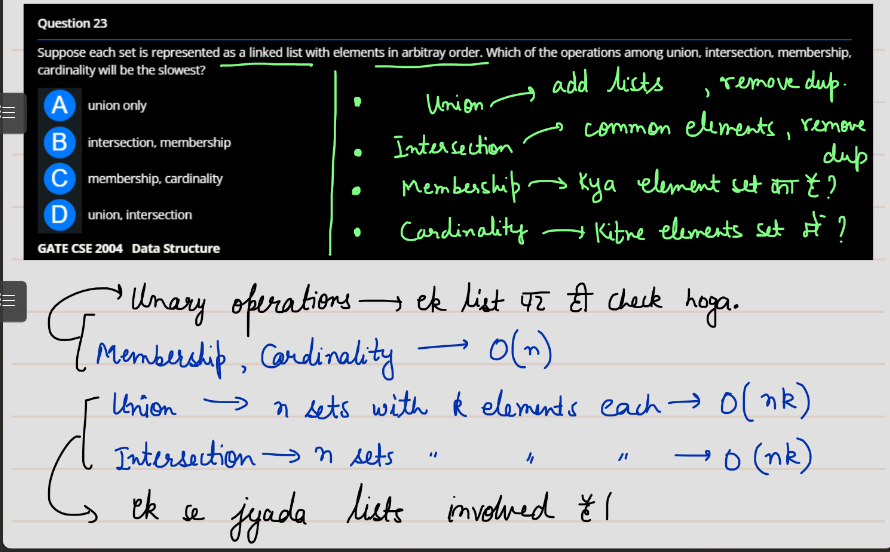 Question 23
Suppose each set is represented as a linked list with elements in arbitray order. Which of the operations among union, intersection, membership,
cardinality will be the slowest?
A union only
B intersection, membership
C membership, cardinality
D union, intersection
GATE CSE 2004 Data Structure
• Union → add lists , remove dup.
• Intersection → common elements, remove
dup
• Membership → Kya element set का है?
• Cardinality → Kitne elements set में है?
Unary operations → ek list पर ही check hoga.
Membership, Cardinality → O(n)
Union → n sets with k elements each → O(nk)
Intersection → n sets " " " → O(nk)
ek se jyada lists involved है।